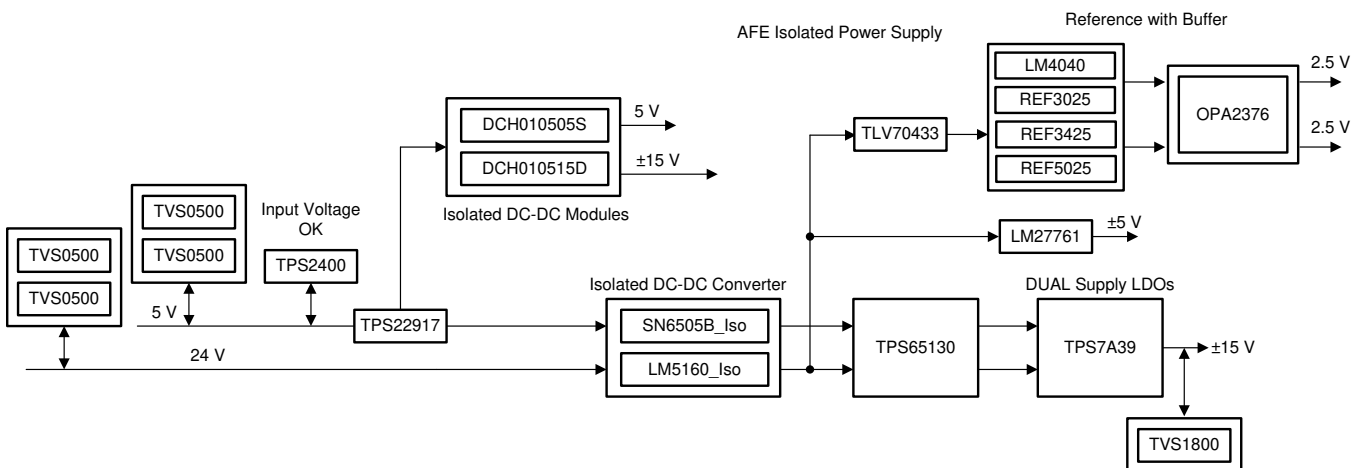 Reference with Buffer
AFE Isolated Power Supply
LM4040
REF3025
REF3425
REF5025
OPA2376
2.5 V
2.5 V
TLV70433
DCH010505S
DCH010515D
5 V
±15 V
Isolated DC-DC Modules
TVS0500
TVS0500
Input Voltage
OK
TPS2400
TVS0500
TVS0500
5 V
24 V
TPS22917
LM27761
±5 V
Isolated DC-DC Converter
SN6505B_Iso
LM5160_Iso
TPS65130
DUAL Supply LDOs
TPS7A39
±15 V
TVS1800